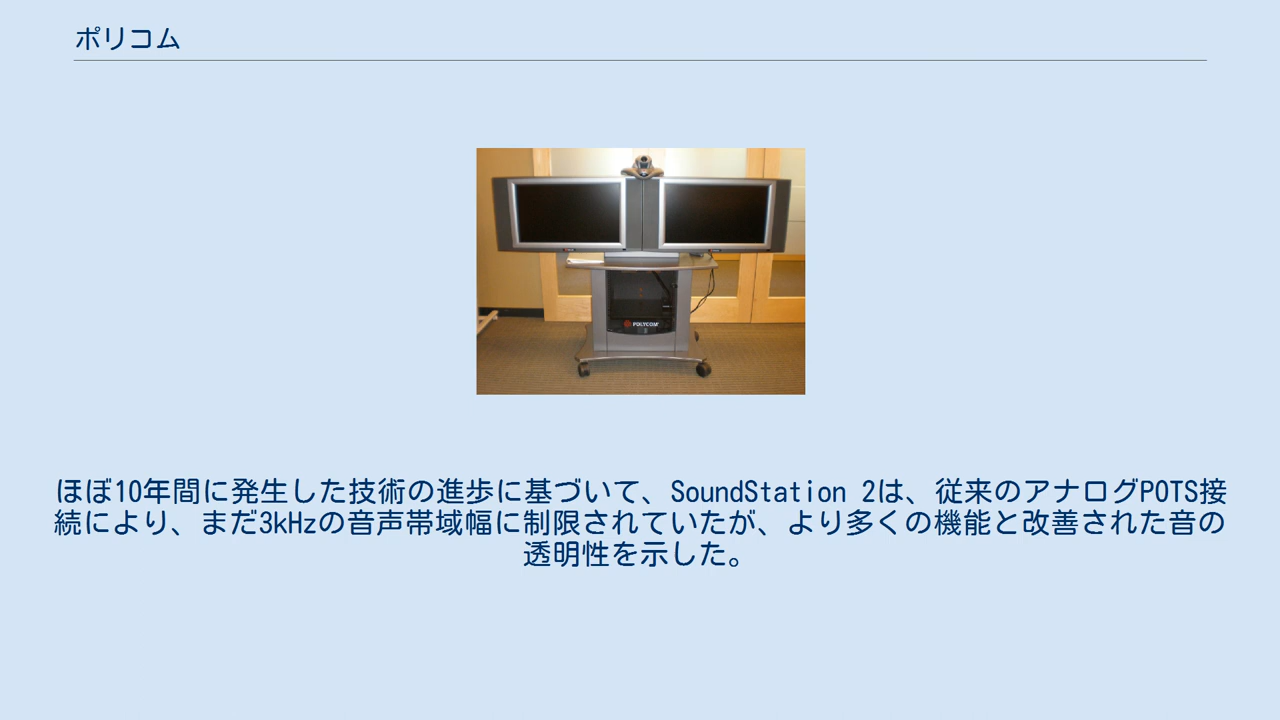 ポリコム
POLYCOM
ほぼ10年間に発生した技術の進歩に基づいて、SoundStation 2は、従来のアナログPOTS接
続により、まだ3kHzの音声帯域幅に制限されていたが、より多くの機能と改善された音の
透明性を示した。